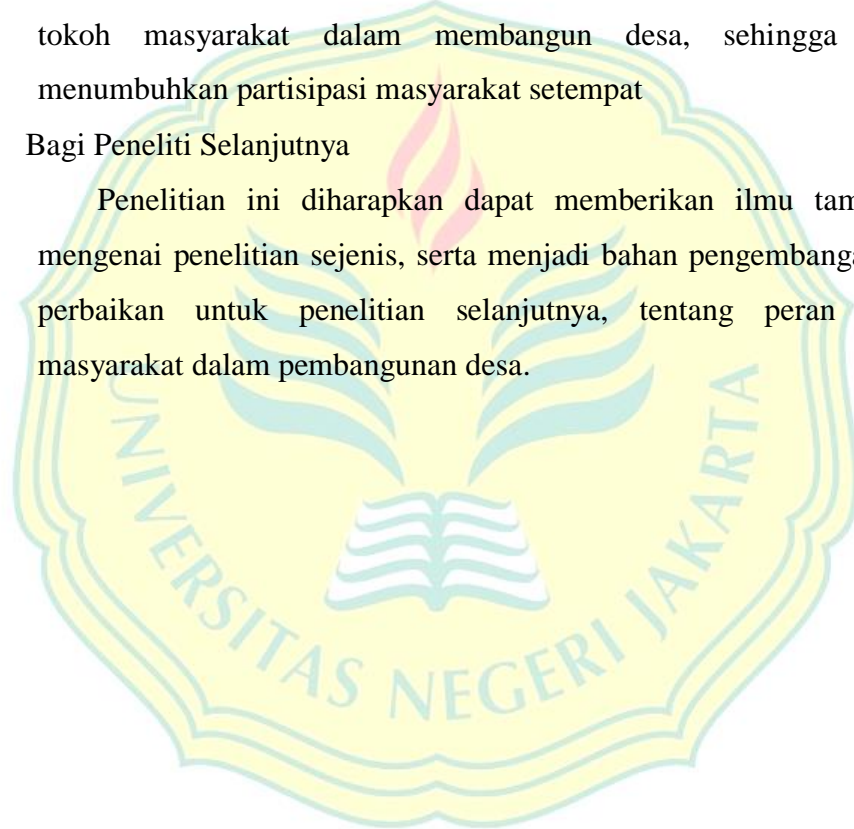 tokoh masyarakat dalam membangun desa, sehingga
menumbuhkan partisipasi masyarakat setempat
Bagi Peneliti Selanjutnya
Penelitian ini diharapkan dapat memberikan ilmu tam
mengenai penelitian sejenis, serta menjadi bahan pengembanga
perbaikan untuk penelitian selanjutnya, tentang peran
masyarakat dalam pembangunan desa.
UNIVERSITAS NEGERI JAKARTA